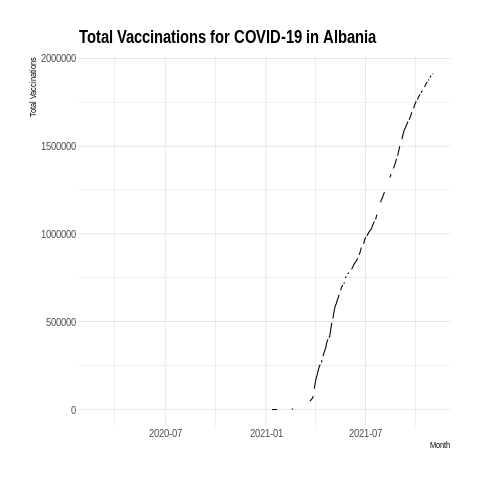 Total Vaccinations for COVID-19 in Albania
Total Vaccinations
2000000
1500000
1000000
500000
0
2020-07
2021-01
2021-07
Month